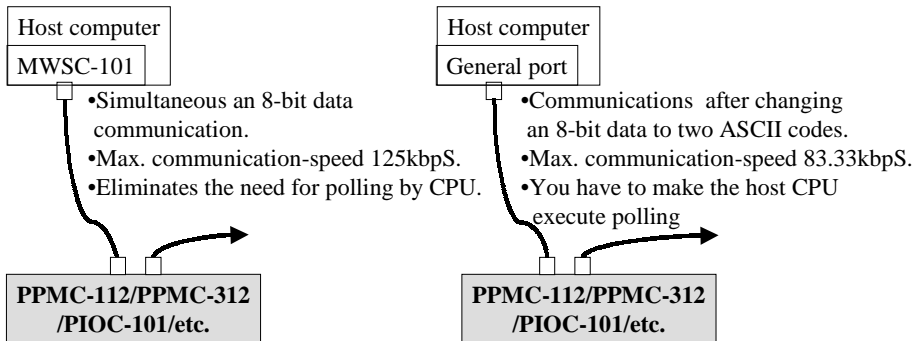 Host computer
MWSC-101
•Simultaneous an 8-bit data
communication.
•Max. communication-speed 125kbpS.
•Eliminates the need for polling by CPU.
PPMC-112/PPMC-312
/PIOC-101/etc.
Host computer
General port
•Communications after changing
an 8-bit data to two ASCII codes.
•Max. communication-speed 83.33kbpS.
•You have to make the host CPU
execute polling
PPMC-112/PPMC-312
/PIOC-101/etc.